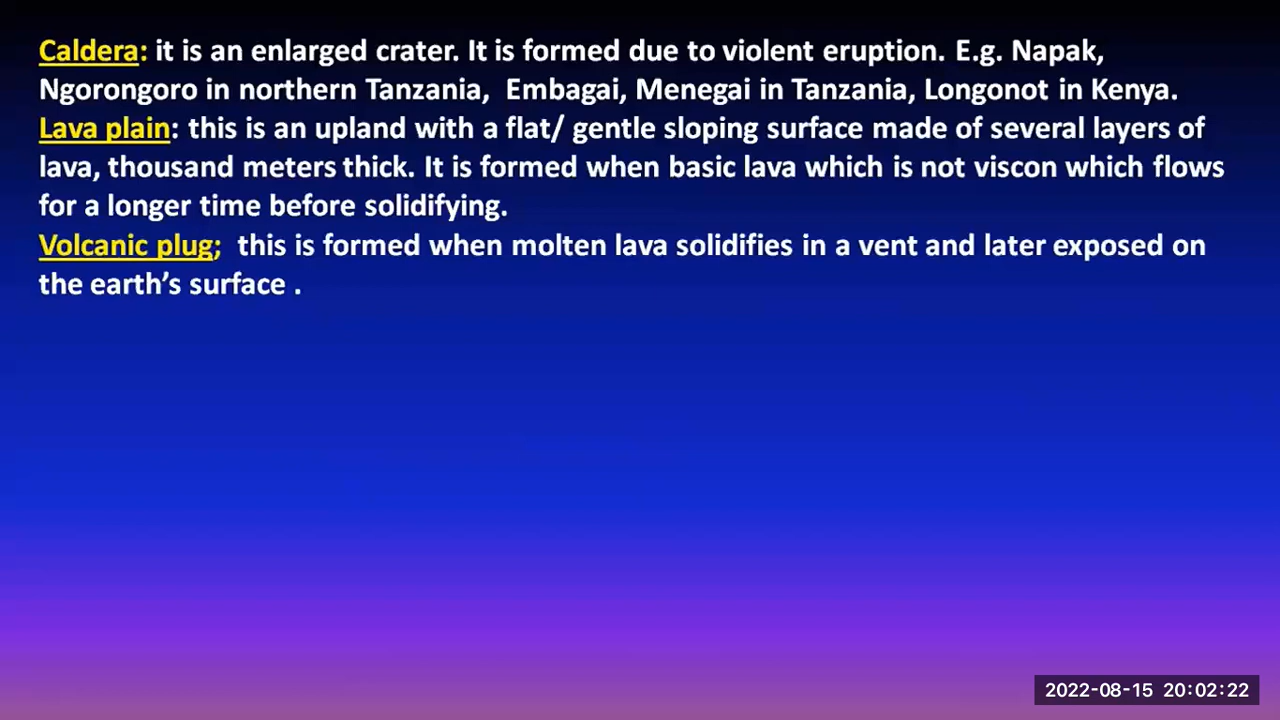 Caldera: it is an enlarged crater. It is formed due to violent eruption. E.g. Napak,
Ngorongoro in northern Tanzania,  Embagai, Menegai in Tanzania, Longonot in Kenya.
Lava plain: this is an upland with a flat/ gentle sloping surface made of several layers of
lava, thousand meters thick. It is formed when basic lava which is not viscon which flows
for a longer time before solidifying.
Volcanic plug;  this is formed when molten lava solidifies in a vent and later exposed on
the earth’s surface .
2022-08-15 20:02:22